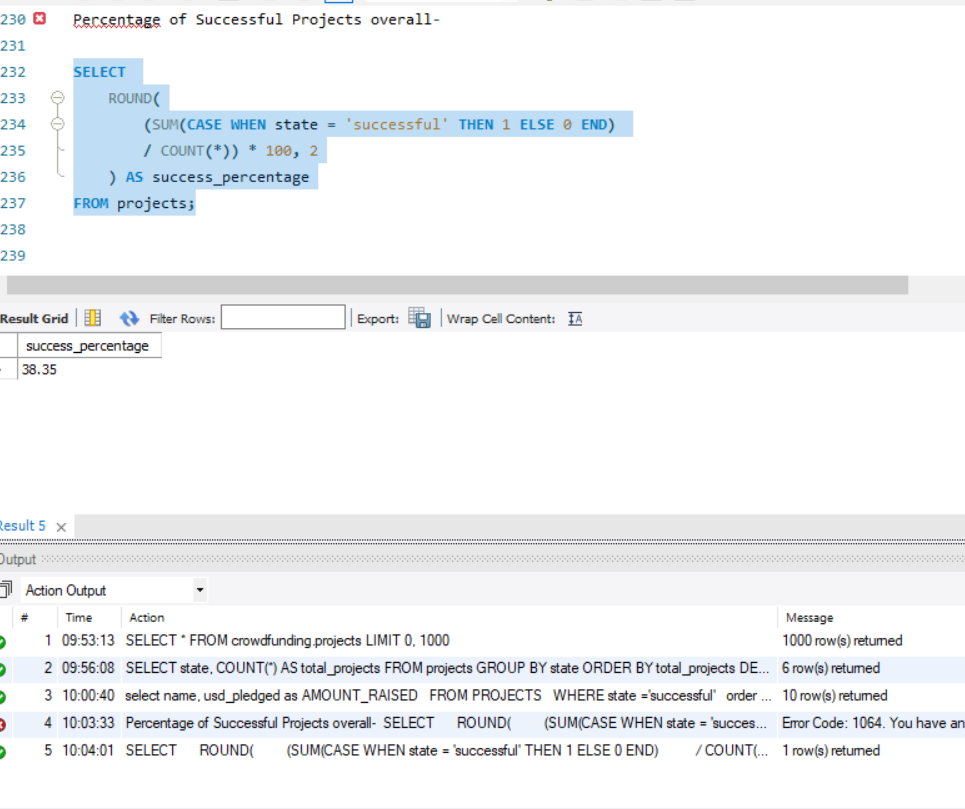 230 Percentage of Successful Projects overall-
231
232 SELECT
233 ROUND(
234 (SUM(CASE WHEN state = 'successful' THEN 1 ELSE 0 END)
235 / COUNT(*)) * 100, 2
236 ) AS success_percentage
237 FROM projects;
238
239
Result Grid Filter Rows: Export: Wrap Cell Content:
success_percentage
38.35
Result 5
Output
Action Output
# Time Action Message
1 09:53:13 SELECT * FROM crowdfunding.projects LIMIT 0, 1000 1000 row(s) returned
2 09:56:08 SELECT state, COUNT(*) AS total_projects FROM projects GROUP BY state ORDER BY total_projects DE... 6 row(s) returned
3 10:00:40 select name, usd_pledged as AMOUNT_RAISED FROM PROJECTS WHERE state ='successful' order ... 10 row(s) returned
4 10:03:33 Percentage of Successful Projects overall- SELECT ROUND( (SUM(CASE WHEN state = 'succes... Error Code: 1064. You have an
5 10:04:01 SELECT ROUND( (SUM(CASE WHEN state = 'successful' THEN 1 ELSE 0 END) / COUNT(... 1 row(s) returned